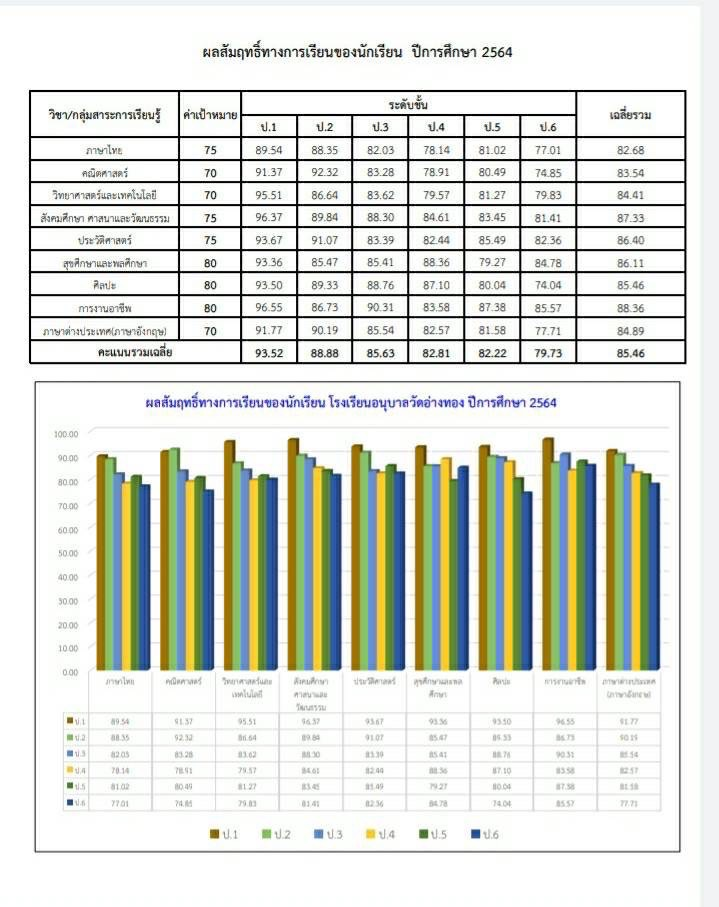 ผลสัมฤทธิ์ทางการเรียนของนักเรียน ปีการศึกษา 2564
วิชา/กลุ่มสาระการเรียนรู้ ค่าเป้าหมาย ระดับชั้น เฉลี่ยรวม
ป.1 ป.2 ป.3 ป.4 ป.5 ป.6
ภาษาไทย 75 89.54 88.35 82.03 78.14 81.02 77.01 82.68
คณิตศาสตร์ 70 91.37 92.32 83.28 78.91 80.49 74.85 83.54
วิทยาศาสตร์และเทคโนโลยี 70 95.51 86.64 83.62 79.57 81.27 79.83 84.41
สังคมศึกษา ศาสนาและวัฒนธรรม 75 96.37 89.84 88.30 84.61 83.45 81.41 87.33
ประวัติศาสตร์ 75 93.67 91.07 83.39 82.44 85.49 82.36 86.40
สุขศึกษาและพลศึกษา 80 93.36 85.47 85.41 88.36 79.27 84.78 86.11
ศิลปะ 80 93.50 89.33 88.76 87.10 80.04 74.04 85.46
การงานอาชีพ 80 96.55 86.73 90.31 83.58 87.38 85.57 88.36
ภาษาต่างประเทศ(ภาษาอังกฤษ) 70 91.77 90.19 85.54 82.57 81.58 77.71 84.89
คะแนนรวมเฉลี่ย 93.52 88.88 85.63 82.81 82.22 79.73 85.46
ผลสัมฤทธิ์ทางการเรียนของนักเรียน โรงเรียนอนุบาลวัดอ่างทอง ปีการศึกษา 2564
100.00
90.00
80.00
70.00
60.00
50.00
40.00
30.00
20.00
10.00
0.00
ภาษาไทย คณิตศาสตร์ วิทยาศาสตร์และ สังคมศึกษา ประวัติศาสตร์ สุขศึกษาและพล ศิลปะ การงานอาชีพ ภาษาต่างประเทศ
เทคโนโลยี ศาสนาและ ศึกษา (ภาษาอังกฤษ)
วัฒนธรรม
ป.1 89.54 91.37 95.51 96.37 93.67 93.36 93.50 96.55 91.77
ป.2 88.35 92.32 86.64 89.84 91.07 85.47 89.33 86.73 90.19
ป.3 82.03 83.28 83.62 88.30 83.39 85.41 88.76 90.31 85.54
ป.4 78.14 78.91 79.57 84.61 82.44 88.36 87.10 83.58 82.57
ป.5 81.02 80.49 81.27 83.45 85.49 79.27 80.04 87.38 81.58
ป.6 77.01 74.85 79.83 81.41 82.36 84.78 74.04 85.57 77.71
ป.1 ป.2 ป.3 ป.4 ป.5 ป.6